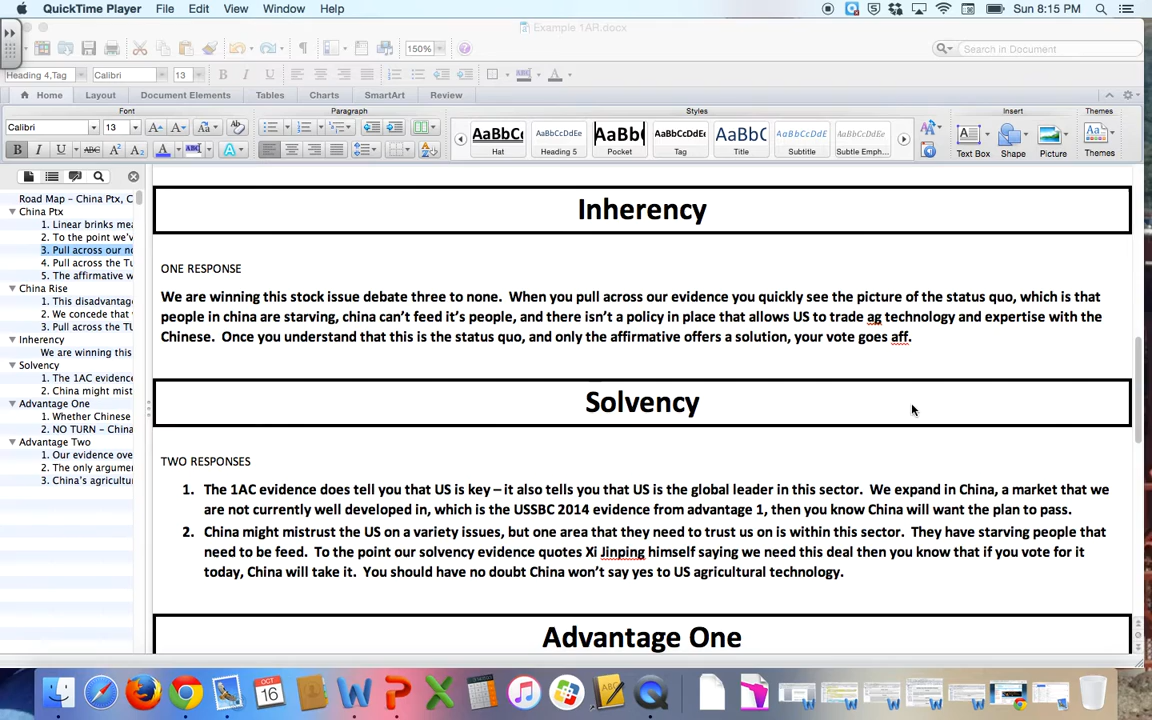 QuickTime Player File Edit View Window Help Sun 8:15 PM
Example 1AR.docx
150% Search in Document
Heading 4,Tag Calibri 13 B I U
Home Layout Document Elements Tables Charts SmartArt Review
Font Paragraph Styles Insert Themes
Calibri 13 A A Aa AaBbCc AaBbCcDdEe AaBb( AaBbCcDdEe AaBbC AaBbCcDdE AaBbCcDdEe
B I U ABC A2 A2 Hat Heading 5 Pocket Tag Title Subtitle Subtle Emph... Text Box Shape Picture Themes
Road Map – China Ptx, C
China Ptx
1. Linear brinks mea
2. To the point we'v
3. Pull across our no
4. Pull across the Tu
5. The affirmative w
China Rise
1. This disadvantage
2. We concede that
3. Pull across the TU
Inherency
We are winning this
Solvency
1. The 1AC evidence
2. China might mist
Advantage One
1. Whether Chinese
2. NO TURN – China
Advantage Two
1. Our evidence ove
2. The only argumer
3. China's agricultu
Inherency
ONE RESPONSE
We are winning this stock issue debate three to none. When you pull across our evidence you quickly see the picture of the status quo, which is that
people in china are starving, china can't feed it's people, and there isn't a policy in place that allows US to trade ag technology and expertise with the
Chinese. Once you understand that this is the status quo, and only the affirmative offers a solution, your vote goes aff.
Solvency
TWO RESPONSES
1. The 1AC evidence does tell you that US is key – it also tells you that US is the global leader in this sector. We expand in China, a market that we
are not currently well developed in, which is the USSBC 2014 evidence from advantage 1, then you know China will want the plan to pass.
2. China might mistrust the US on a variety issues, but one area that they need to trust us on is within this sector. They have starving people that
need to be feed. To the point our solvency evidence quotes Xi Jinping himself saying we need this deal then you know that if you vote for it
today, China will take it. You should have no doubt China won't say yes to US agricultural technology.
Advantage One
OCT
16